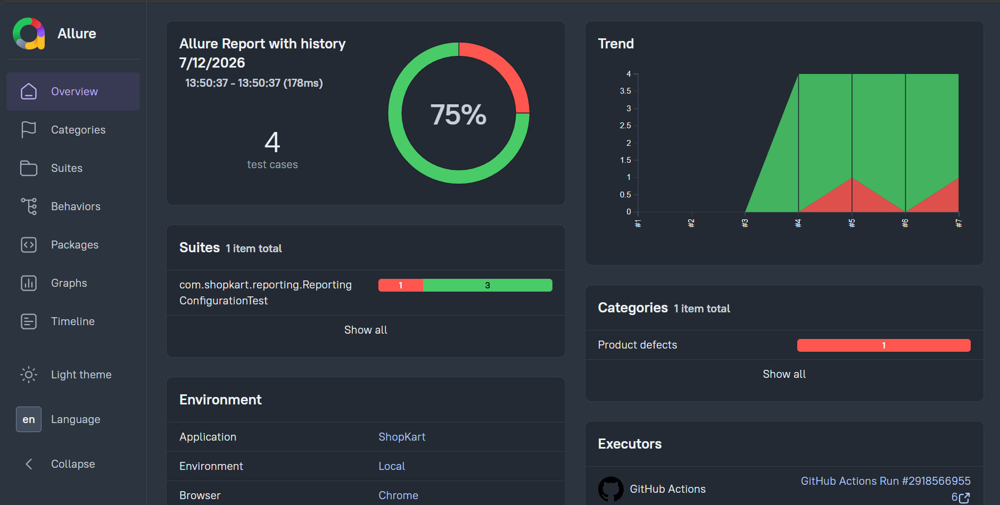 Allure
Overview
Categories
Suites
Behaviors
Packages
Graphs
Timeline
Light theme
en Language
Collapse
Allure Report with history
7/12/2026
13:50:37 - 13:50:37 (178ms)
4
test cases
75%
Suites 1 item total
com.shopkart.reporting.Reporting
ConfigurationTest
1 3
Show all
Environment
Application ShopKart
Environment Local
Browser Chrome
Trend
4
3.5
3
2.5
2
1.5
1
0.5
0
#1 #2 #3 #4 #5 #6 #7
Categories 1 item total
Product defects 1
Show all
Executors
GitHub Actions
GitHub Actions Run #2918566955
6